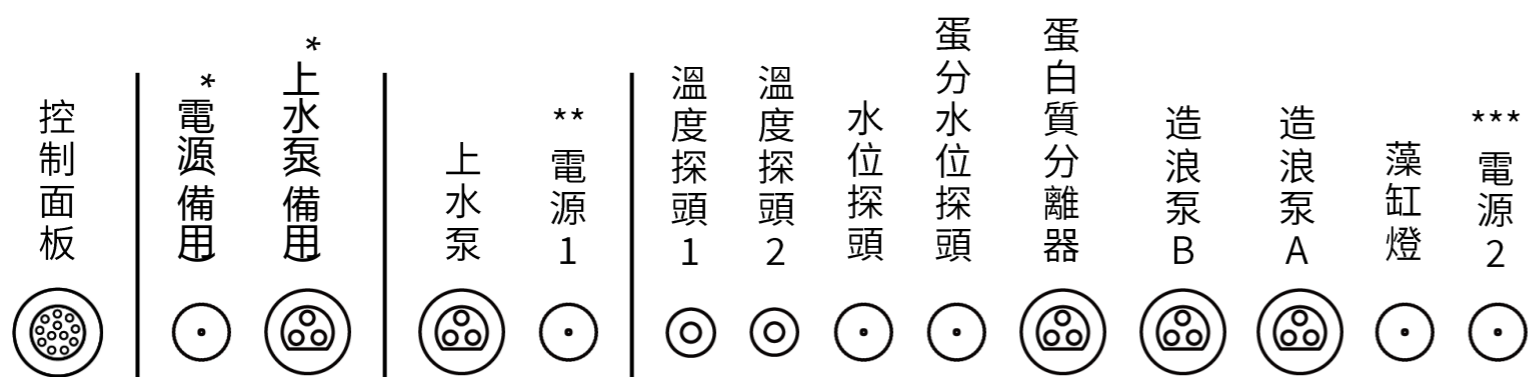 控制面板
*電源(備用)
*上水泵(備用)
上水泵
**電源1
溫度探頭1
溫度探頭2
水位探頭
蛋分水位探頭
蛋白質分離器
造浪泵B
造浪泵A
藻缸燈
***電源2